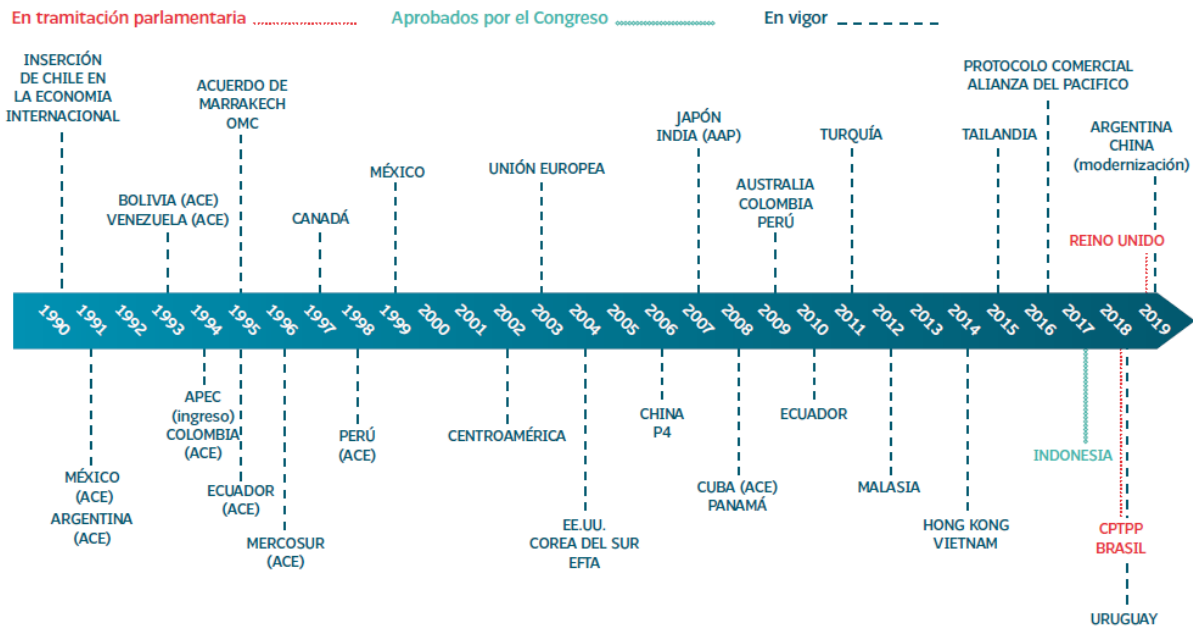 En tramitación parlamentaria
Aprobados por el Congreso
En vigor
INSERCIÓN
DE CHILE EN
LA ECONOMIA
INTERNACIONAL
BOLIVIA (ACE)
VENEZUELA (ACE)
ACUERDO DE
MARRAKECH
OMC
CANADÁ
MÉXICO
UNIÓN EUROPEA
JAPÓN
INDIA (AAP)
AUSTRALIA
COLOMBIA
PERÚ
TURQUÍA
TAILANDIA
PROTOCOLO COMERCIAL
ALIANZA DEL PACIFICO
ARGENTINA
CHINA
(modernización)
REINO UNIDO
1990
1991
1992
1993
1994
1995
1996
1997
1998
1999
2000
2001
2002
2003
2004
2005
2006
2007
2008
2009
2010
2011
2012
2013
2014
2015
2016
2017
2018
2019
MÉXICO
(ACE)
ARGENTINA
(ACE)
APEC
(ingreso)
COLOMBIA
(ACE)
ECUADOR
(ACE)
MERCOSUR
(ACE)
PERÚ
(ACE)
CENTROAMÉRICA
EE.UU.
COREA DEL SUR
EFTA
CHINA
P4
CUBA (ACE)
PANAMÁ
ECUADOR
MALASIA
HONG KONG
VIETNAM
INDONESIA
CPTPP
BRASIL
URUGUAY